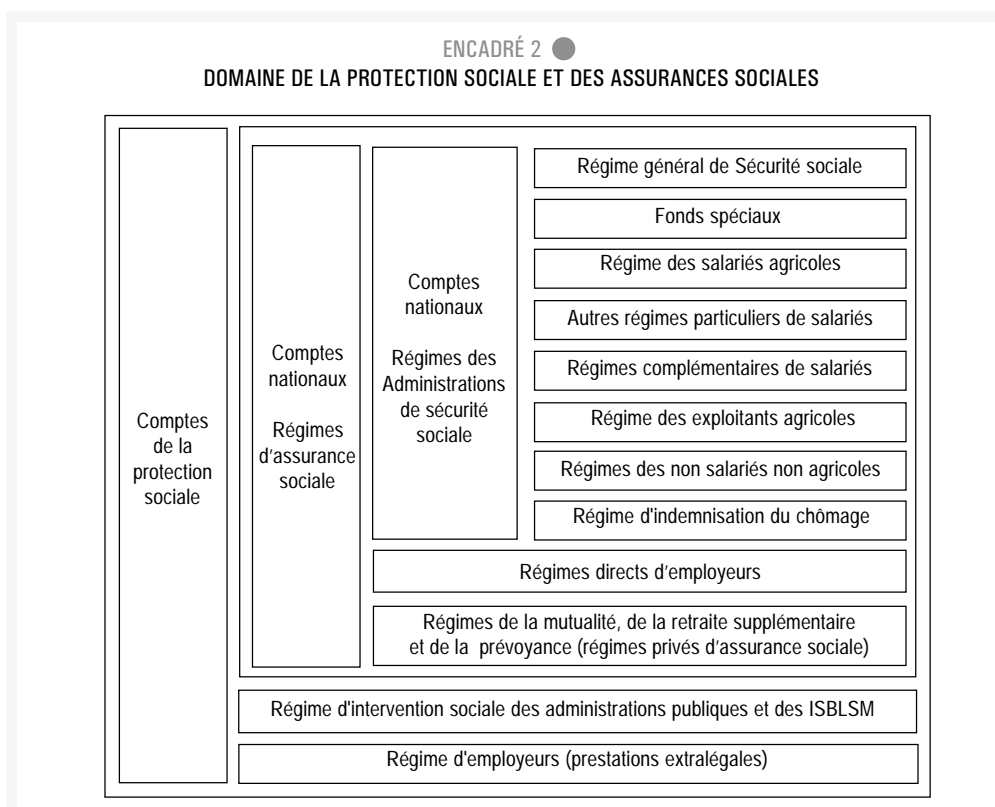 ENCADRÉ 2
DOMAINE DE LA PROTECTION SOCIALE ET DES ASSURANCES SOCIALES
Comptes
de la
protection
sociale
Comptes
nationaux
Régimes
d’assurance
sociale
Comptes
nationaux
Régimes des
Administrations
de sécurité
sociale
Régime général de Sécurité sociale
Fonds spéciaux
Régime des salariés agricoles
Autres régimes particuliers de salariés
Régimes complémentaires de salariés
Régime des exploitants agricoles
Régimes des non salariés non agricoles
Régime d'indemnisation du chômage
Régimes directs d’employeurs
Régimes de la mutualité, de la retraite supplémentaire
et de la prévoyance (régimes privés d’assurance sociale)
Régime d'intervention sociale des administrations publiques et des ISBLSM
Régime d'employeurs (prestations extralégales)